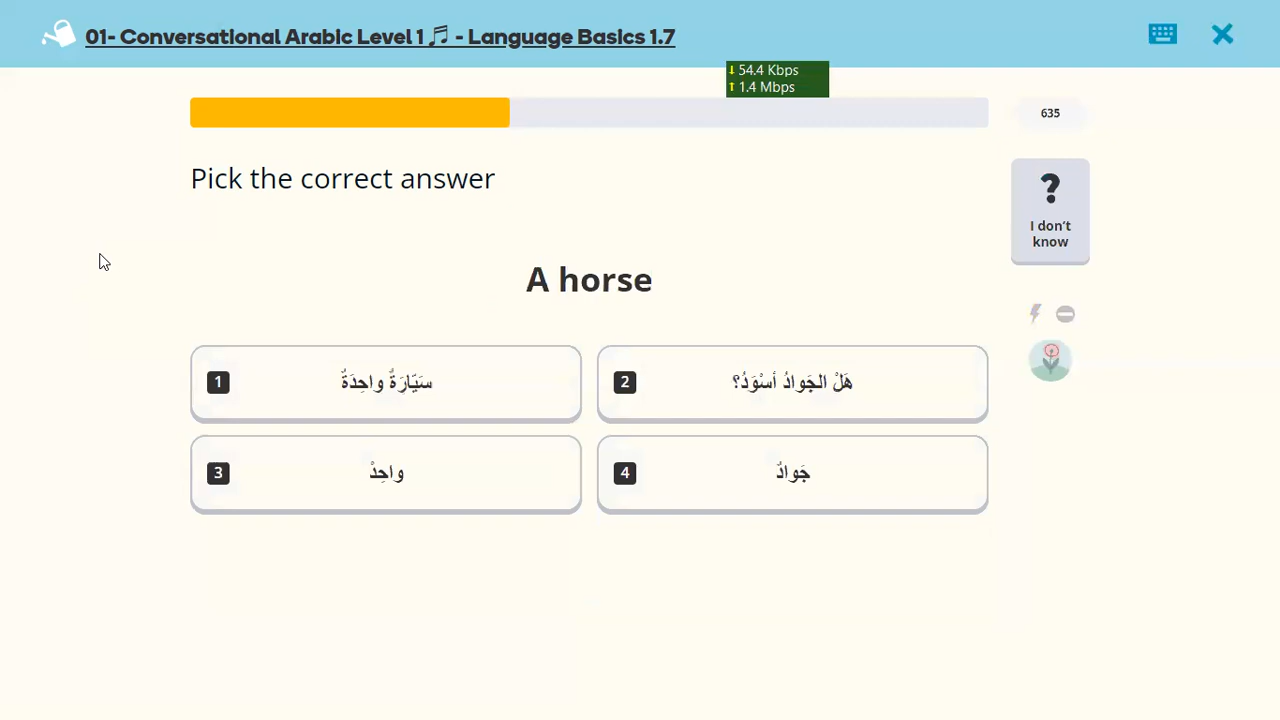 01- Conversational Arabic Level 1 🎵 - Language Basics 1.7
↓ 54.4 Kbps
↑ 1.4 Mbps
635
Pick the correct answer
?
I don't
know
A horse
1 سَيّارَةٌ واحِدَةٌ
2 هَلْ الجَوادُ أسْوَدُ؟
3 واحِدْ
4 جَوادٌ